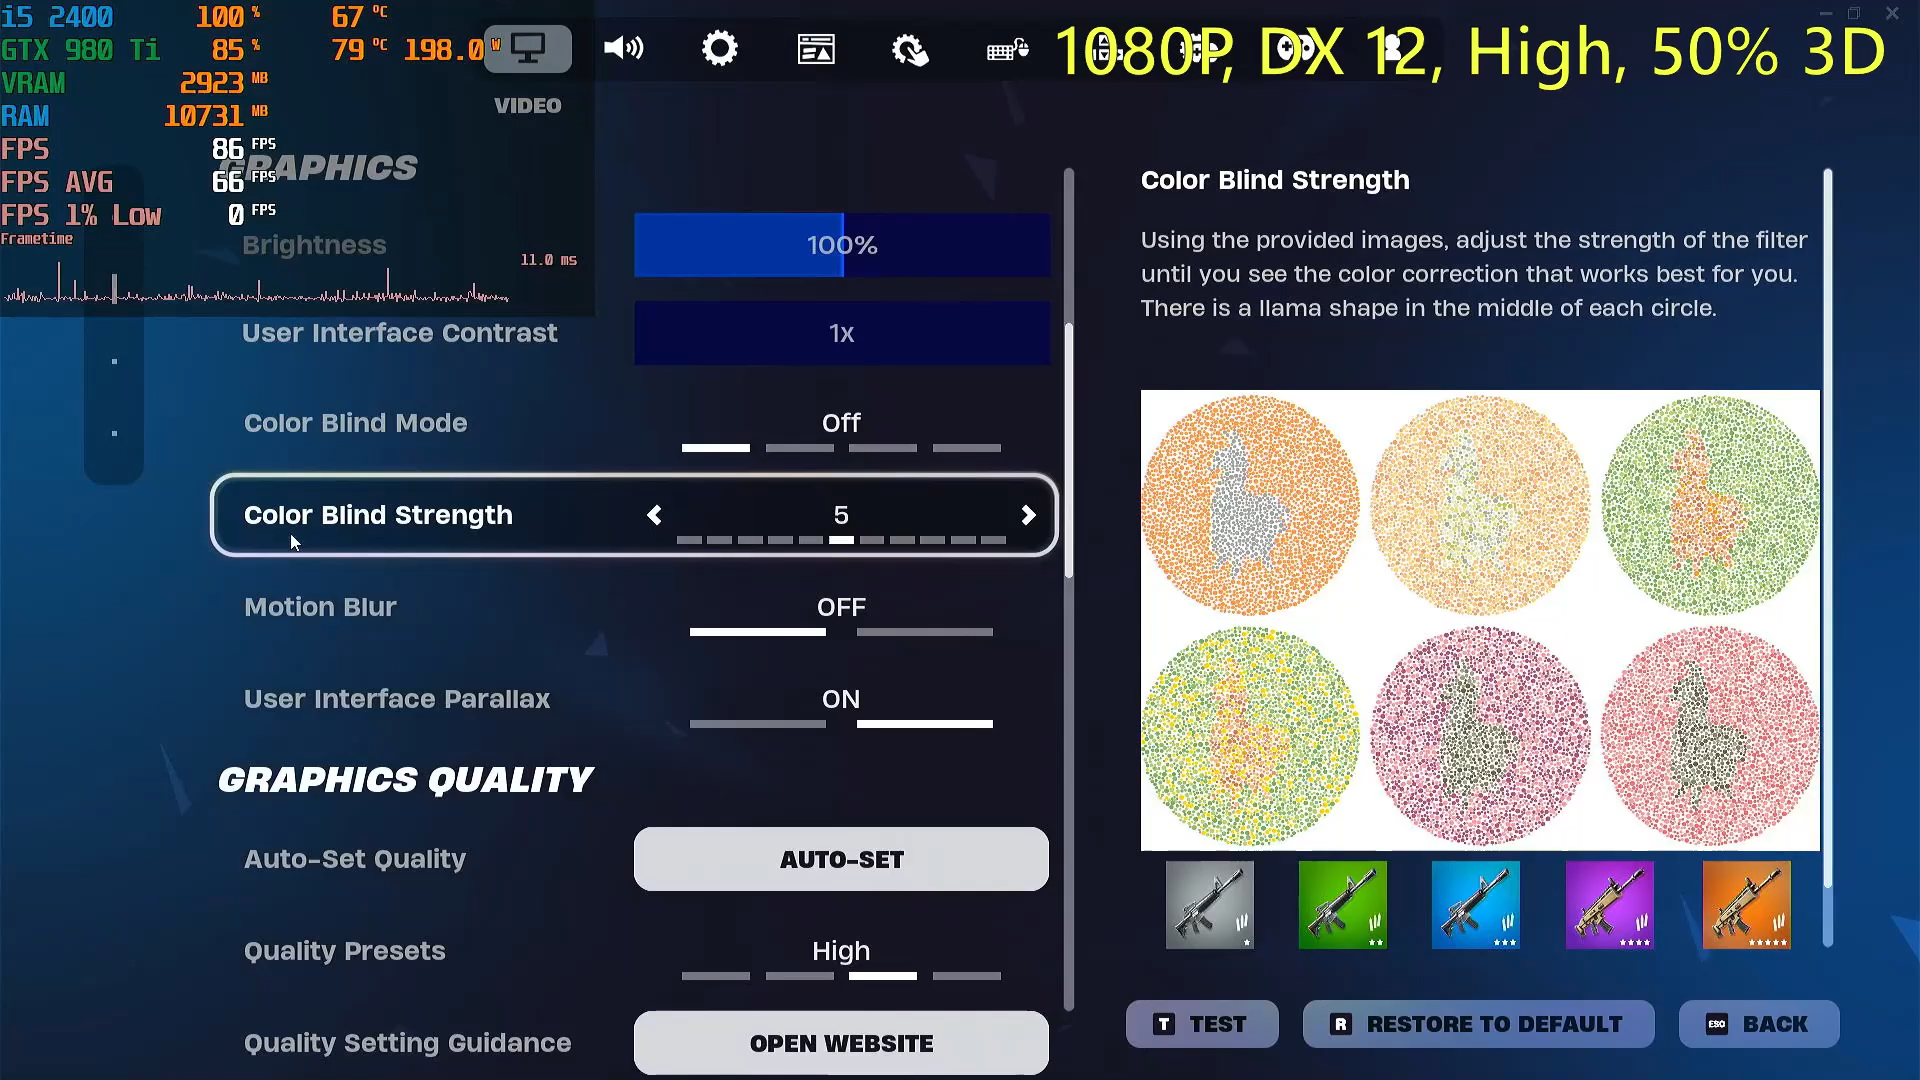 i5 2400 100 % 67 °C
GTX 980 Ti 85 % 79 °C 198.0 W
VRAM 2923 MB
RAM 10731 MB
FPS 86 FPS
FPS AVG 66 FPS
FPS 1% Low 0 FPS
Frametime
11.0 ms
1080P, DX 12, High, 50% 3D
VIDEO
GRAPHICS
Brightness 100%
User Interface Contrast 1x
Color Blind Mode Off
Color Blind Strength 5
Motion Blur OFF
User Interface Parallax ON
GRAPHICS QUALITY
Auto-Set Quality AUTO-SET
Quality Presets High
Quality Setting Guidance OPEN WEBSITE
Color Blind Strength
Using the provided images, adjust the strength of the filter
until you see the color correction that works best for you.
There is a llama shape in the middle of each circle.
T TEST
R RESTORE TO DEFAULT
ESC BACK